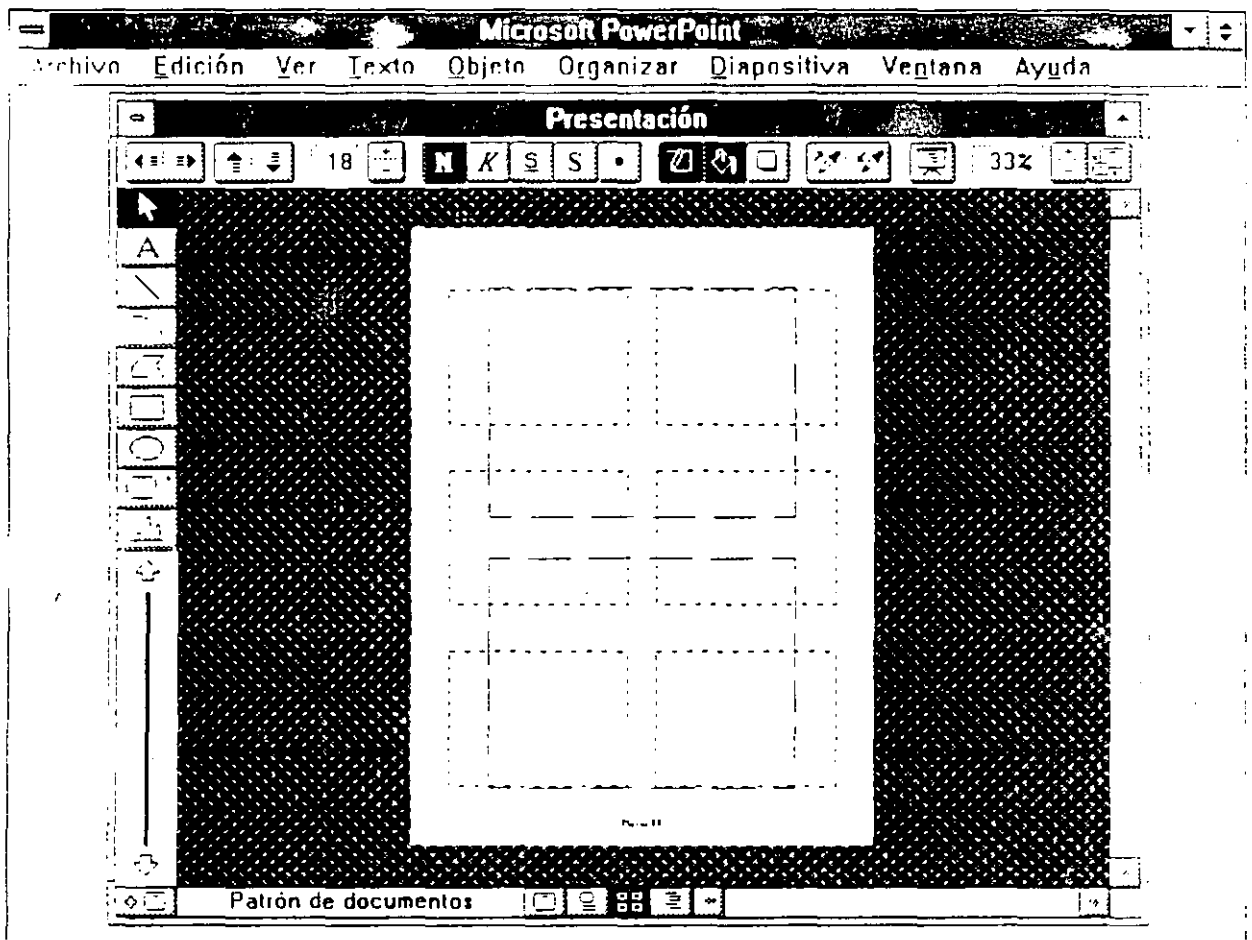 Microsoft PowerPoint
Archivo Edición Ver Texto Objeto Organizar Diapositiva Ventana Ayuda
Presentación
18 N K S S 33%
A
Patrón de documentos